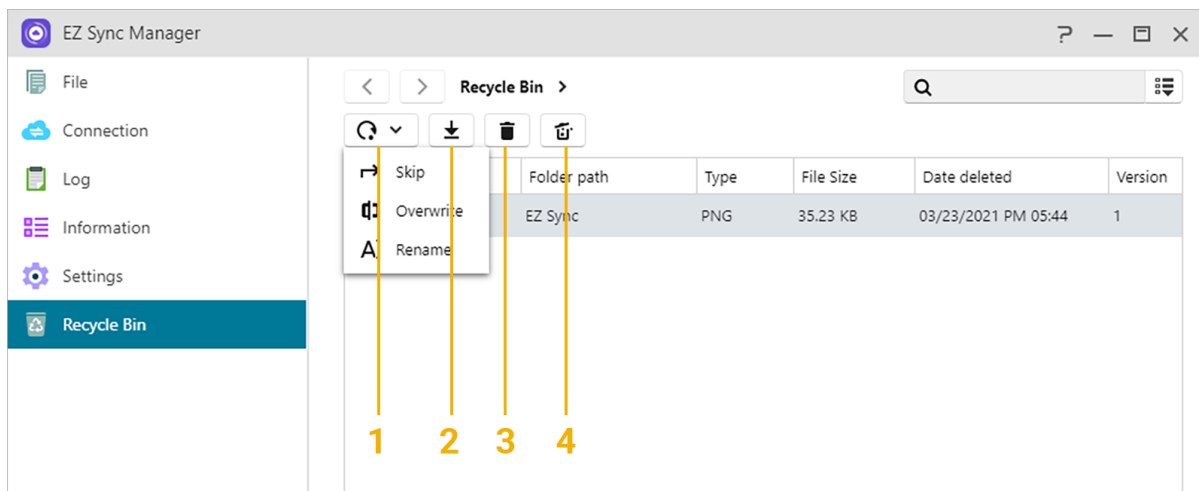 EZ Sync Manager
File
Connection
Log
Information
Settings
Recycle Bin
Recycle Bin
Skip
Overwrite
Rename
Folder path Type File Size Date deleted Version
EZ Sync PNG 35.23 KB 03/23/2021 PM 05:44 1
1 2 3 4